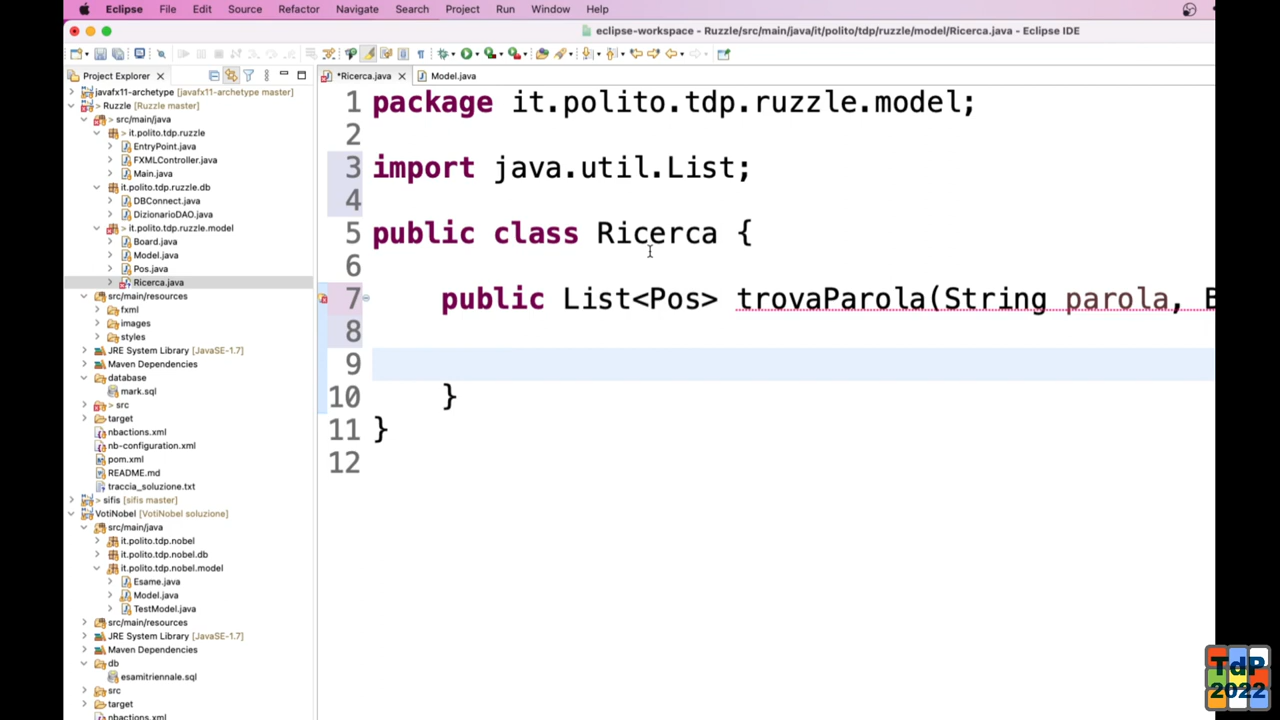 Eclipse File Edit Source Refactor Navigate Search Project Run Window Help
eclipse-workspace - Ruzzle/src/main/java/it/polito/tdp/ruzzle/model/Ricerca.java - Eclipse IDE
Project Explorer
*Ricerca.java
Model.java
javafx11-archetype [javafx11-archetype master]
> Ruzzle [Ruzzle master]
> src/main/java
> it.polito.tdp.ruzzle
EntryPoint.java
FXMLController.java
Main.java
it.polito.tdp.ruzzle.db
DBConnect.java
DizionarioDAO.java
> it.polito.tdp.ruzzle.model
Board.java
Model.java
Pos.java
Ricerca.java
src/main/resources
fxml
images
styles
JRE System Library [JavaSE-1.7]
Maven Dependencies
database
mark.sql
> src
target
nbactions.xml
nb-configuration.xml
pom.xml
README.md
traccia_soluzione.txt
> sifis [sifis master]
VotiNobel [VotiNobel soluzione]
src/main/java
it.polito.tdp.nobel
it.polito.tdp.nobel.db
it.polito.tdp.nobel.model
Esame.java
Model.java
TestModel.java
src/main/resources
JRE System Library [JavaSE-1.7]
Maven Dependencies
db
esamitriennale.sql
src
target
nbactions.xml
1 package it.polito.tdp.ruzzle.model;
2
3 import java.util.List;
4
5 public class Ricerca {
6
7 public List<Pos> trovaParola(String parola, B
8
9
10 }
11 }
12
TdP
2022